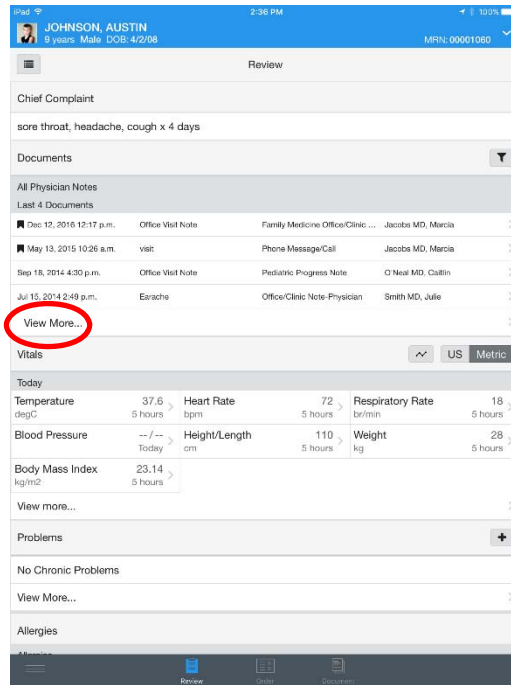 iPad 2:36 PM 100%
JOHNSON, AUSTIN
9 years Male DOB: 4/2/08 MRN: 00001060
Review
Chief Complaint
sore throat, headache, cough x 4 days
Documents
All Physician Notes
Last 4 Documents
Dec 12, 2016 12:17 p.m. Office Visit Note Family Medicine Office/Clinic ... Jacobs MD, Marcia
May 13, 2015 10:26 a.m. visit Phone Message/Call Jacobs MD, Marcia
Sep 18, 2014 4:30 p.m. Office Visit Note Pediatric Progress Note O'Neal MD, Caitlin
Jul 15, 2014 2:49 p.m. Earache Office/Clinic Note-Physician Smith MD, Julie
View More...
Vitals US Metric
Today
Temperature 37.6 Heart Rate 72 Respiratory Rate 18
degC 5 hours bpm 5 hours br/min 5 hours
Blood Pressure --/-- Height/Length 110 Weight 28
Today cm 5 hours kg 5 hours
Body Mass Index 23.14
kg/m2 5 hours
View more...
Problems
No Chronic Problems
View More...
Allergies
Allergies
Review Order Document